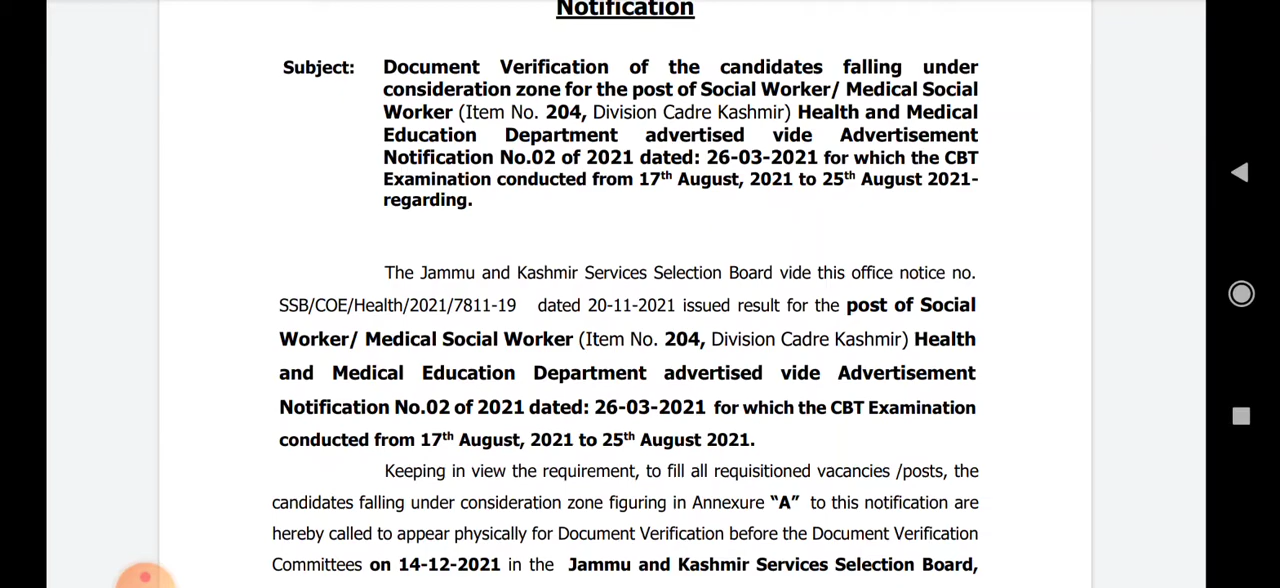 Notification
Subject: Document Verification of the candidates falling under
consideration zone for the post of Social Worker/ Medical Social
Worker (Item No. 204, Division Cadre Kashmir) Health and Medical
Education Department advertised vide Advertisement
Notification No.02 of 2021 dated: 26-03-2021 for which the CBT
Examination conducted from 17th August, 2021 to 25th August 2021-
regarding.
The Jammu and Kashmir Services Selection Board vide this office notice no.
SSB/COE/Health/2021/7811-19 dated 20-11-2021 issued result for the post of Social
Worker/ Medical Social Worker (Item No. 204, Division Cadre Kashmir) Health
and Medical Education Department advertised vide Advertisement
Notification No.02 of 2021 dated: 26-03-2021 for which the CBT Examination
conducted from 17th August, 2021 to 25th August 2021.
Keeping in view the requirement, to fill all requisitioned vacancies /posts, the
candidates falling under consideration zone figuring in Annexure "A" to this notification are
hereby called to appear physically for Document Verification before the Document Verification
Committees on 14-12-2021 in the Jammu and Kashmir Services Selection Board,